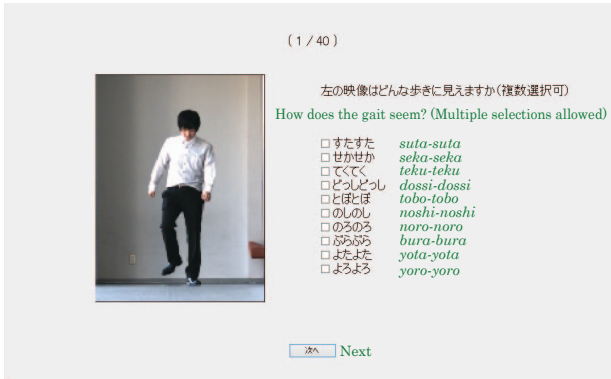 ( 1 / 40 )
左の映像はどんな歩きに見えますか(複数選択可)
How does the gait seem? (Multiple selections allowed)
すたすた suta-suta
せかせか seka-seka
てくてく teku-teku
どっしどっし dossi-dossi
とぼとぼ tobo-tobo
のしのし noshi-noshi
のろのろ noro-noro
ぶらぶら bura-bura
よたよた yota-yota
よろよろ yoro-yoro
次へ Next